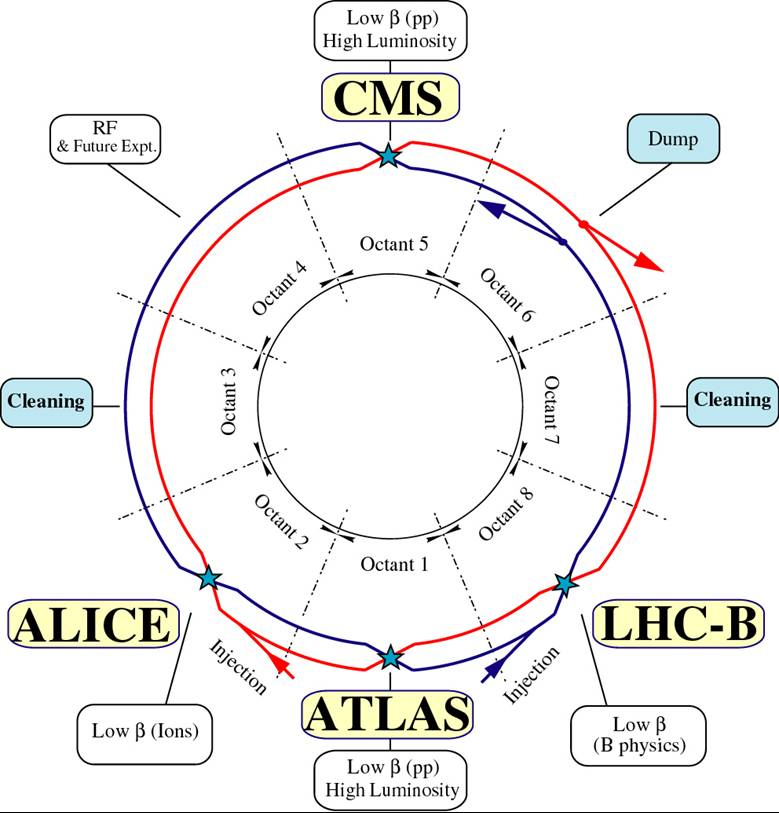 Low β (pp)
High Luminosity
CMS
RF
& Future Expt.
Dump
Octant 5
Octant 4
Octant 6
Cleaning
Octant 3
Octant 7
Cleaning
Octant 2
Octant 8
Octant 1
ALICE
LHC-B
Injection
Injection
ATLAS
Low β (Ions)
Low β
(B physics)
Low β (pp)
High Luminosity